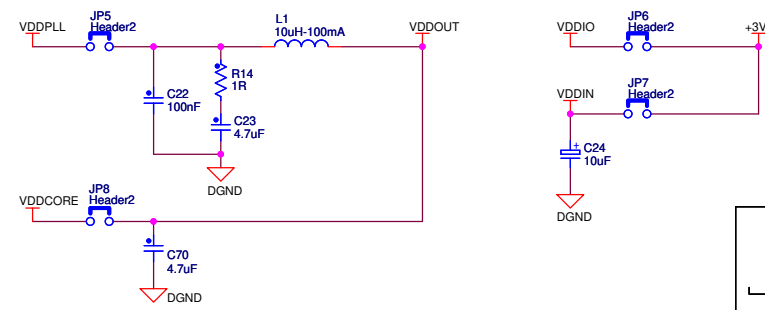 VDDPLL
JP5
Header2
L1
10uH-100mA
VDDOUT
R14
1R
C22
100nF
C23
4.7uF
DGND
VDDCORE
JP8
Header2
C70
4.7uF
DGND
VDDIO
JP6
Header2
+3V
VDDIN
JP7
Header2
+
C24
10uF
DGND